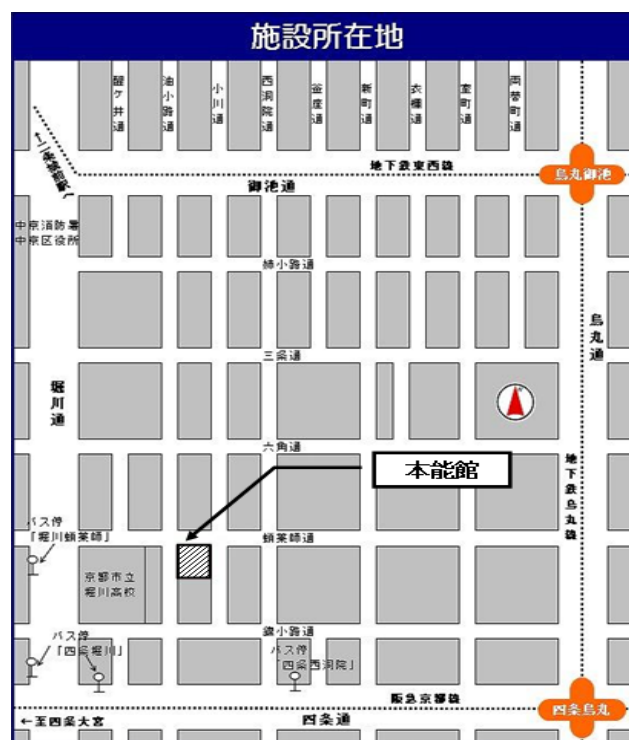 施設所在地
醒ケ井通
油小路通
小川通
西洞院通
釜座通
新町通
衣棚通
室町通
両替町通
←二条城前駅へ
地下鉄東西線
烏丸御池
御池通
中京消防署
中京区役所
姉小路通
烏丸通
三条通
堀川通
六角通
本能館
地下鉄烏丸線
バス停
「堀川蛸薬師」
蛸薬師通
京都市立
堀川高校
錦小路通
バス停
「四条堀川」
バス停
「四条西洞院」
阪急京都線
四条烏丸
←至四条大宮
四条通